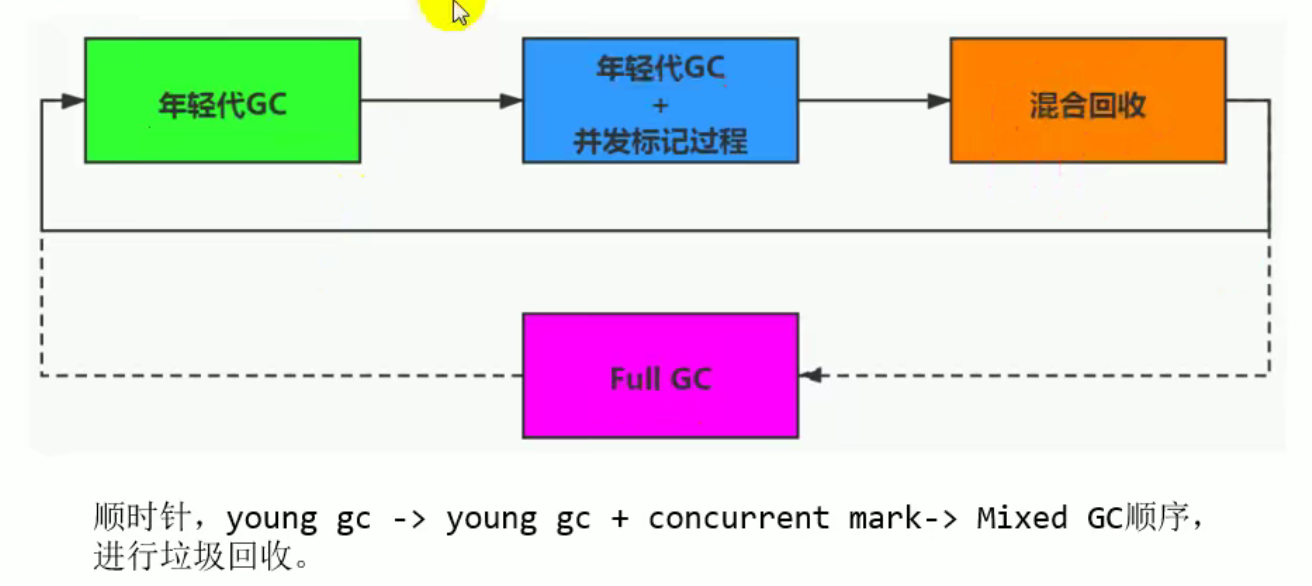 年轻代GC
年轻代GC
+
并发标记过程
混合回收
Full GC
顺时针，young gc -> young gc + concurrent mark-> Mixed GC顺序，
进行垃圾回收。